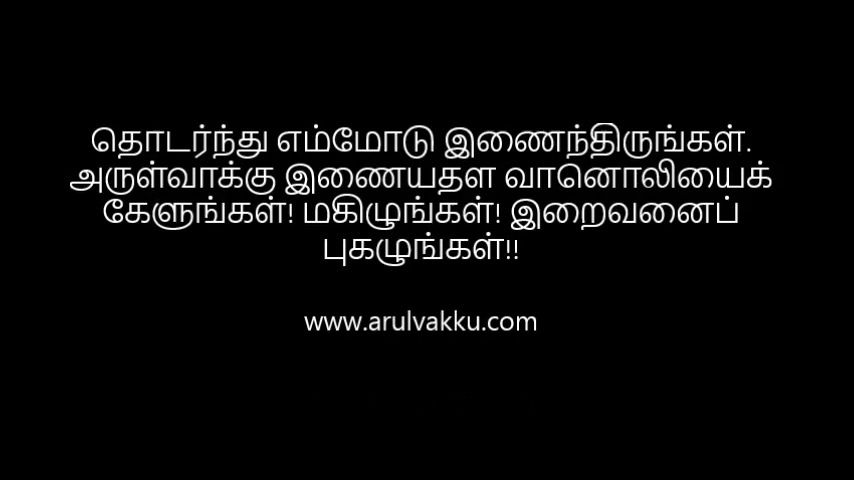 தொடர்ந்து எம்மோடு இணைந்திருங்கள்.
அருள்வாக்கு இணையதள வானொலியைக்
கேளுங்கள்! மகிழுங்கள்! இறைவனைப்
புகழுங்கள்!!
www.arulvakku.com